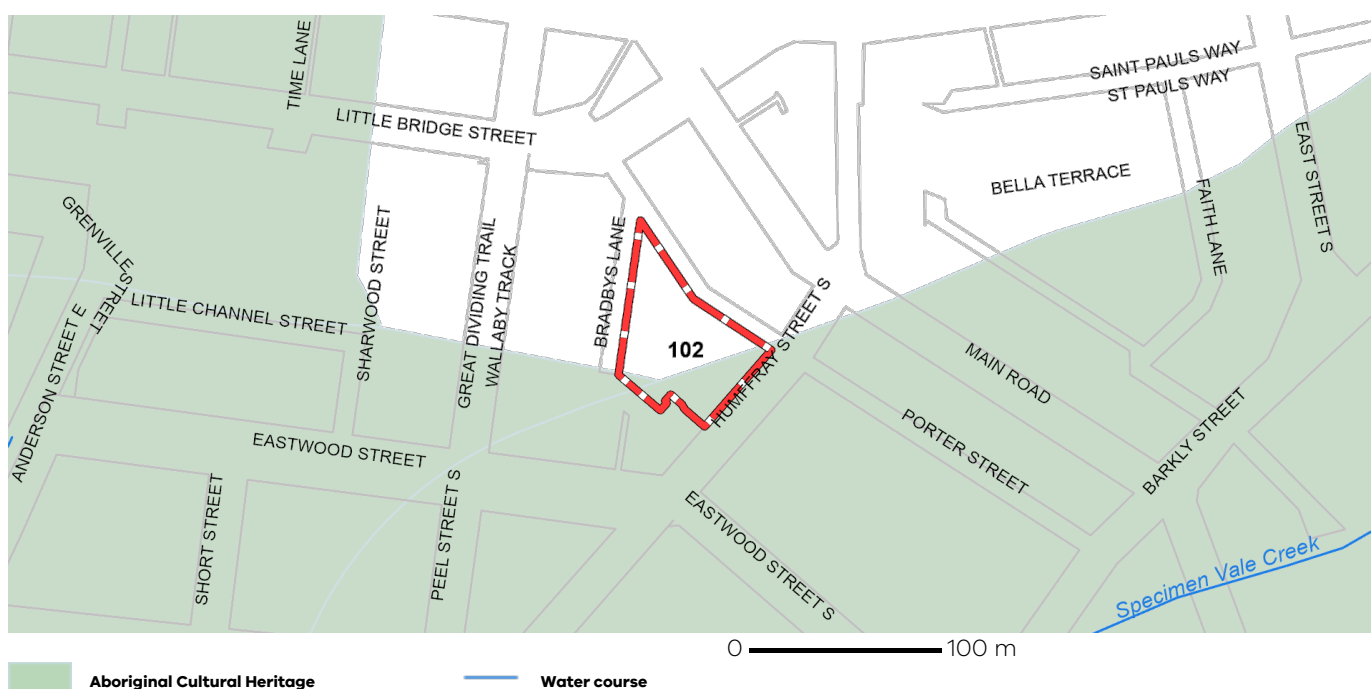 TIME LANE
LITTLE BRIDGE STREET
SAINT PAULS WAY
ST PAULS WAY
BELLA TERRACE
EAST STREET S
FAITH LANE
GRENVILLE STREET
SHARWOOD STREET
GREAT DIVIDING TRAIL
WALLABY TRACK
BRADBYS LANE
LITTLE CHANNEL STREET
ANDERSON STREET E
102
HUMFFRAY STREET S
MAIN ROAD
PORTER STREET
BARKLY STREET
EASTWOOD STREET
SHORT STREET
PEEL STREET S
EASTWOOD STREET S
Specimen Vale Creek
0 100 m
Aboriginal Cultural Heritage
Water course